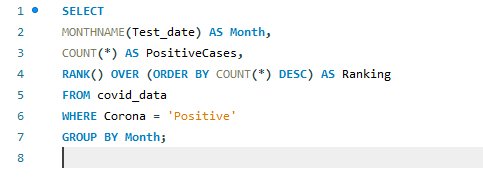 1 SELECT
2 MONTHNAME(Test_date) AS Month,
3 COUNT(*) AS PositiveCases,
4 RANK() OVER (ORDER BY COUNT(*) DESC) AS Ranking
5 FROM covid_data
6 WHERE Corona = 'Positive'
7 GROUP BY Month;
8